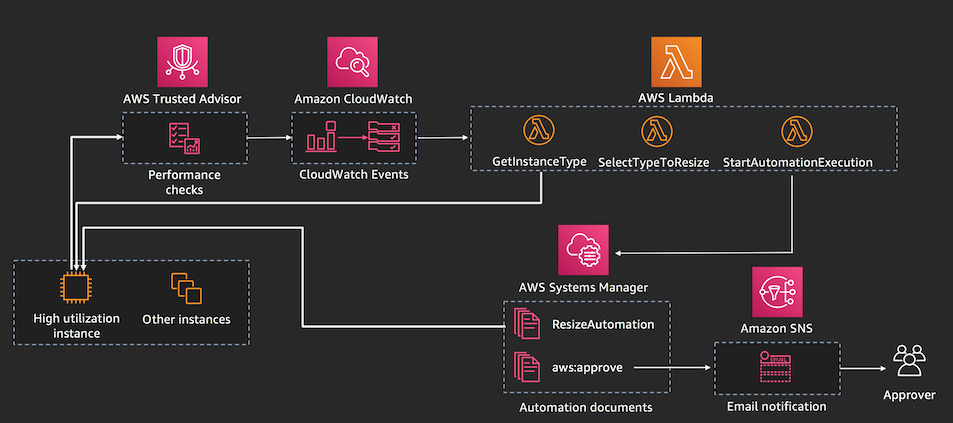 AWS Trusted Advisor
Amazon CloudWatch
AWS Lambda
GetInstanceType
SelectTypeToResize
StartAutomationExecution
Performance
checks
CloudWatch Events
AWS Systems Manager
High utilization
instance
Other instances
ResizeAutomation
Amazon SNS
aws:approve
EMAIL
Approver
Automation documents
Email notification